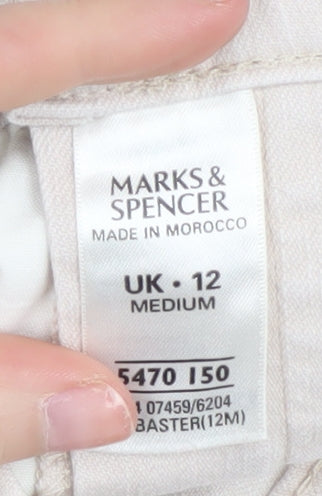 MARKS &
SPENCER
MADE IN MOROCCO
UK • 12
MEDIUM
5470 150
07459/6204
BASTER(12M)